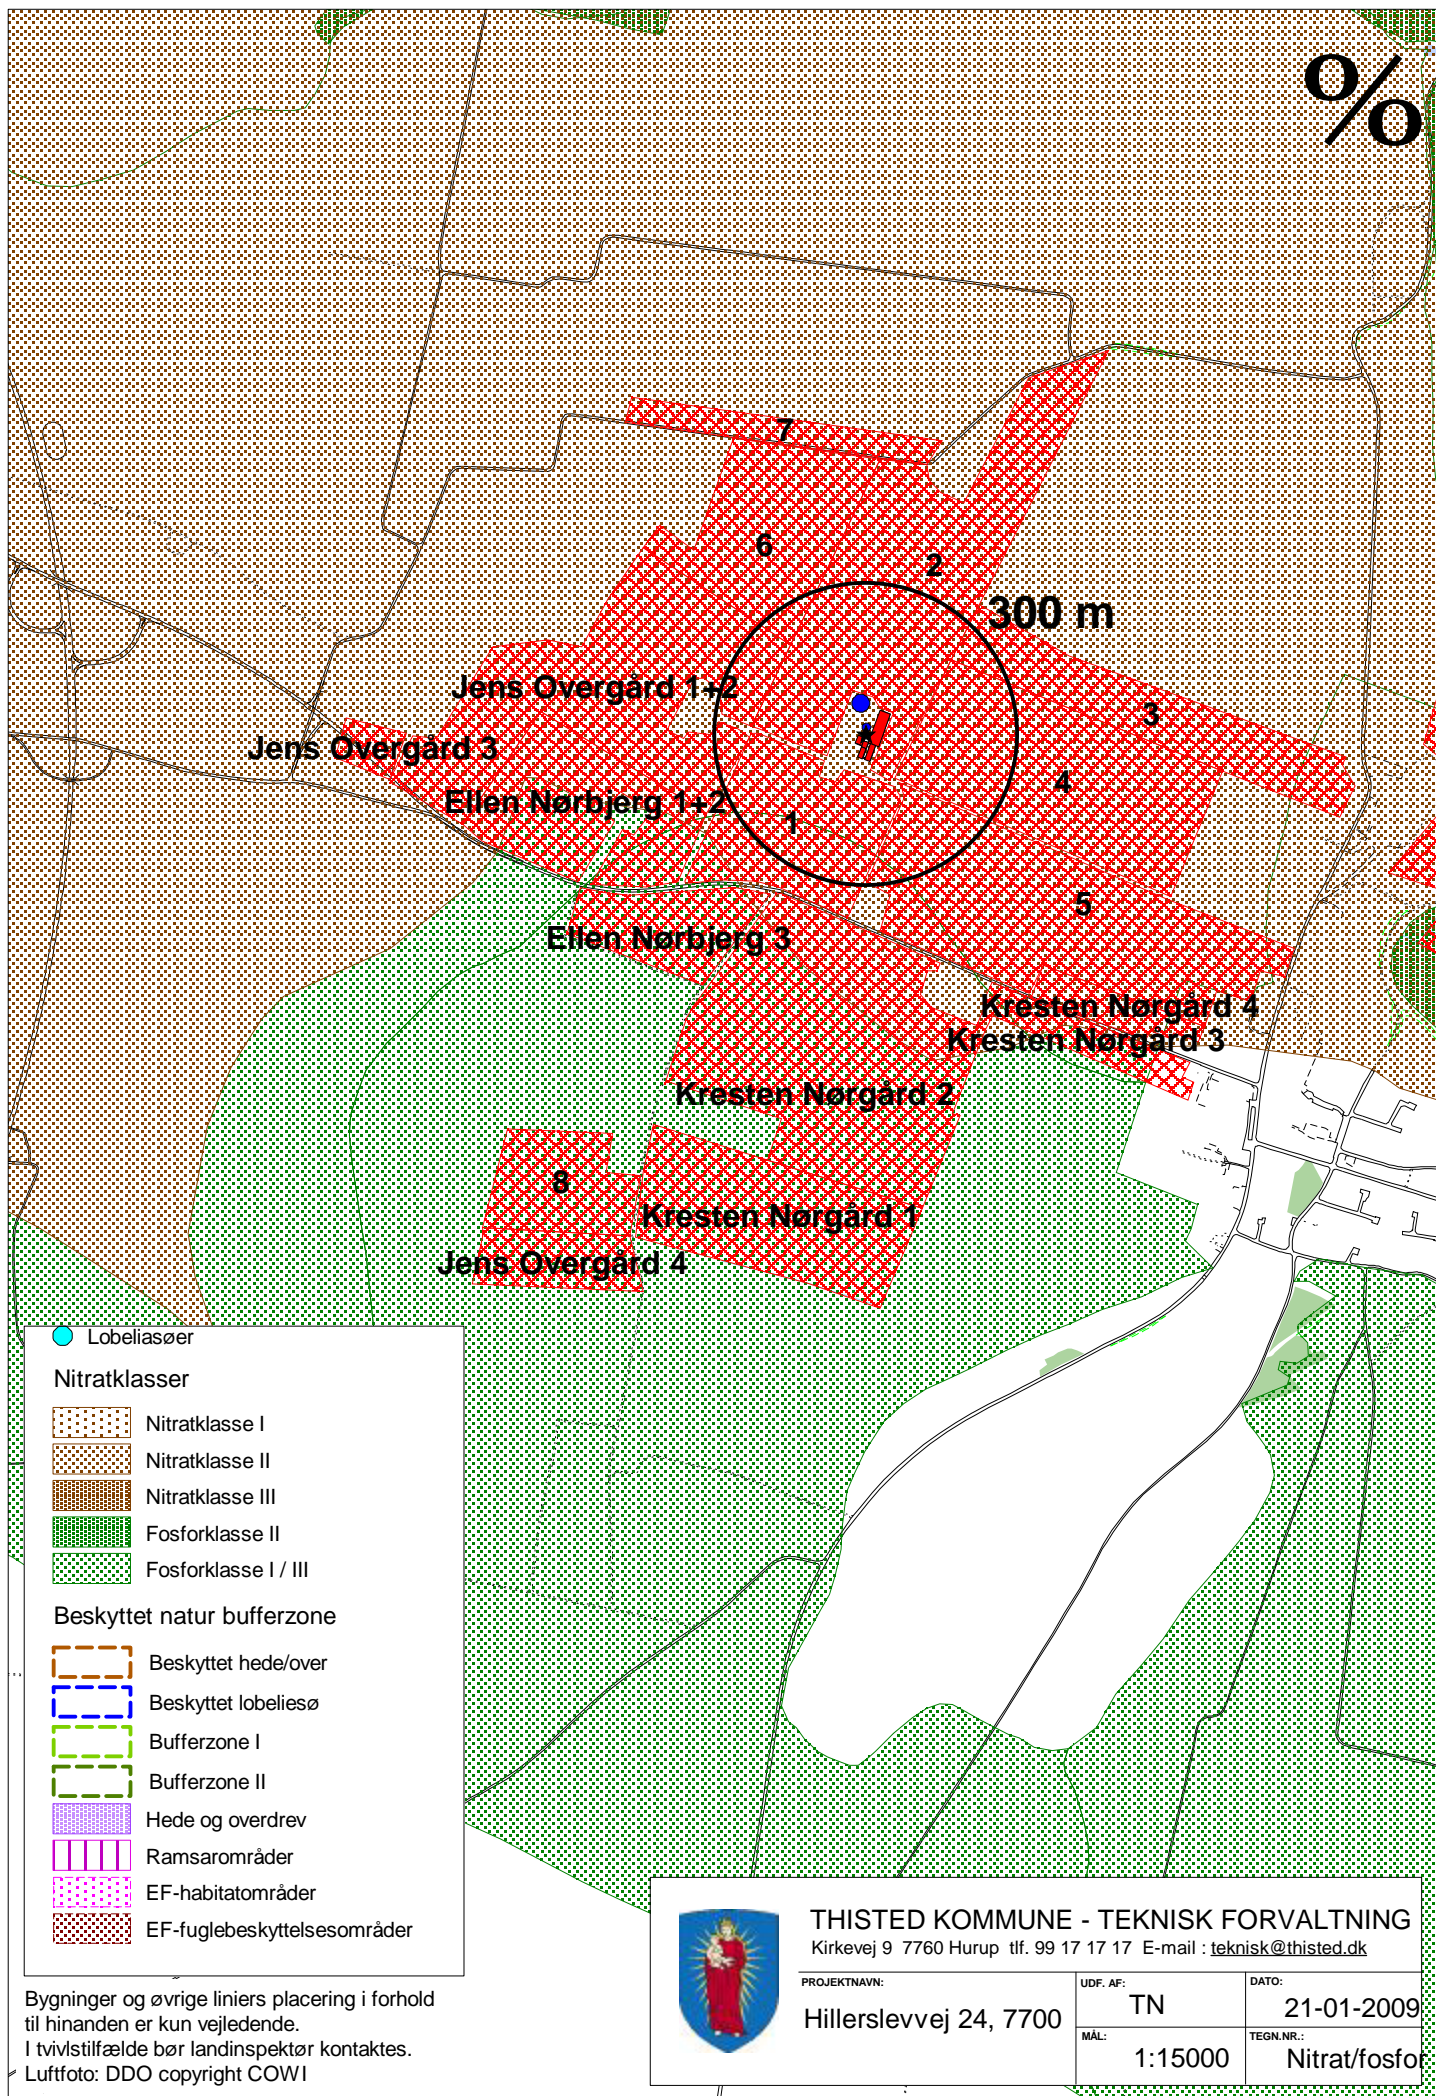 %
7
6
2
300 m
Jens Overgård 1+2
3
Jens Overgård 3
4
Ellen Nørbjerg 1+2
1
5
Ellen Nørbjerg 3
Kresten Nørgård 4
Kresten Nørgård 3
Kresten Nørgård 2
8
Kresten Nørgård 1
Jens Overgård 4
Lobeliasøer
Nitratklasser
Nitratklasse I
Nitratklasse II
Nitratklasse III
Fosforklasse II
Fosforklasse I / III
Beskyttet natur bufferzone
Beskyttet hede/over
Beskyttet lobeliesø
Bufferzone I
Bufferzone II
Hede og overdrev
Ramsarområder
EF-habitatområder
EF-fuglebeskyttelsesområder
Bygninger og øvrige liniers placering i forhold
til hinanden er kun vejledende.
I tvivlstilfælde bør landinspektør kontaktes.
Luftfoto: DDO copyright COWI
THISTED KOMMUNE - TEKNISK FORVALTNING
Kirkevej 9 7760 Hurup tlf. 99 17 17 17 E-mail : teknisk@thisted.dk
PROJEKTNAVN:
Hillerslevvej 24, 7700
UDF. AF:
TN
DATO:
21-01-2009
MÅL:
1:15000
TEGN.NR.:
Nitrat/fosfor